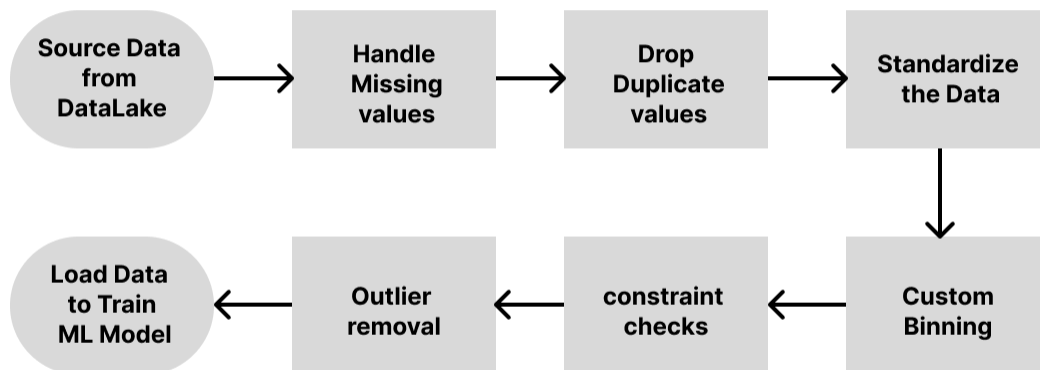 Source Data
from
DataLake
Handle
Missing
values
Drop
Duplicate
values
Standardize
the Data
Custom
Binning
constraint
checks
Outlier
removal
Load Data
to Train
ML Model